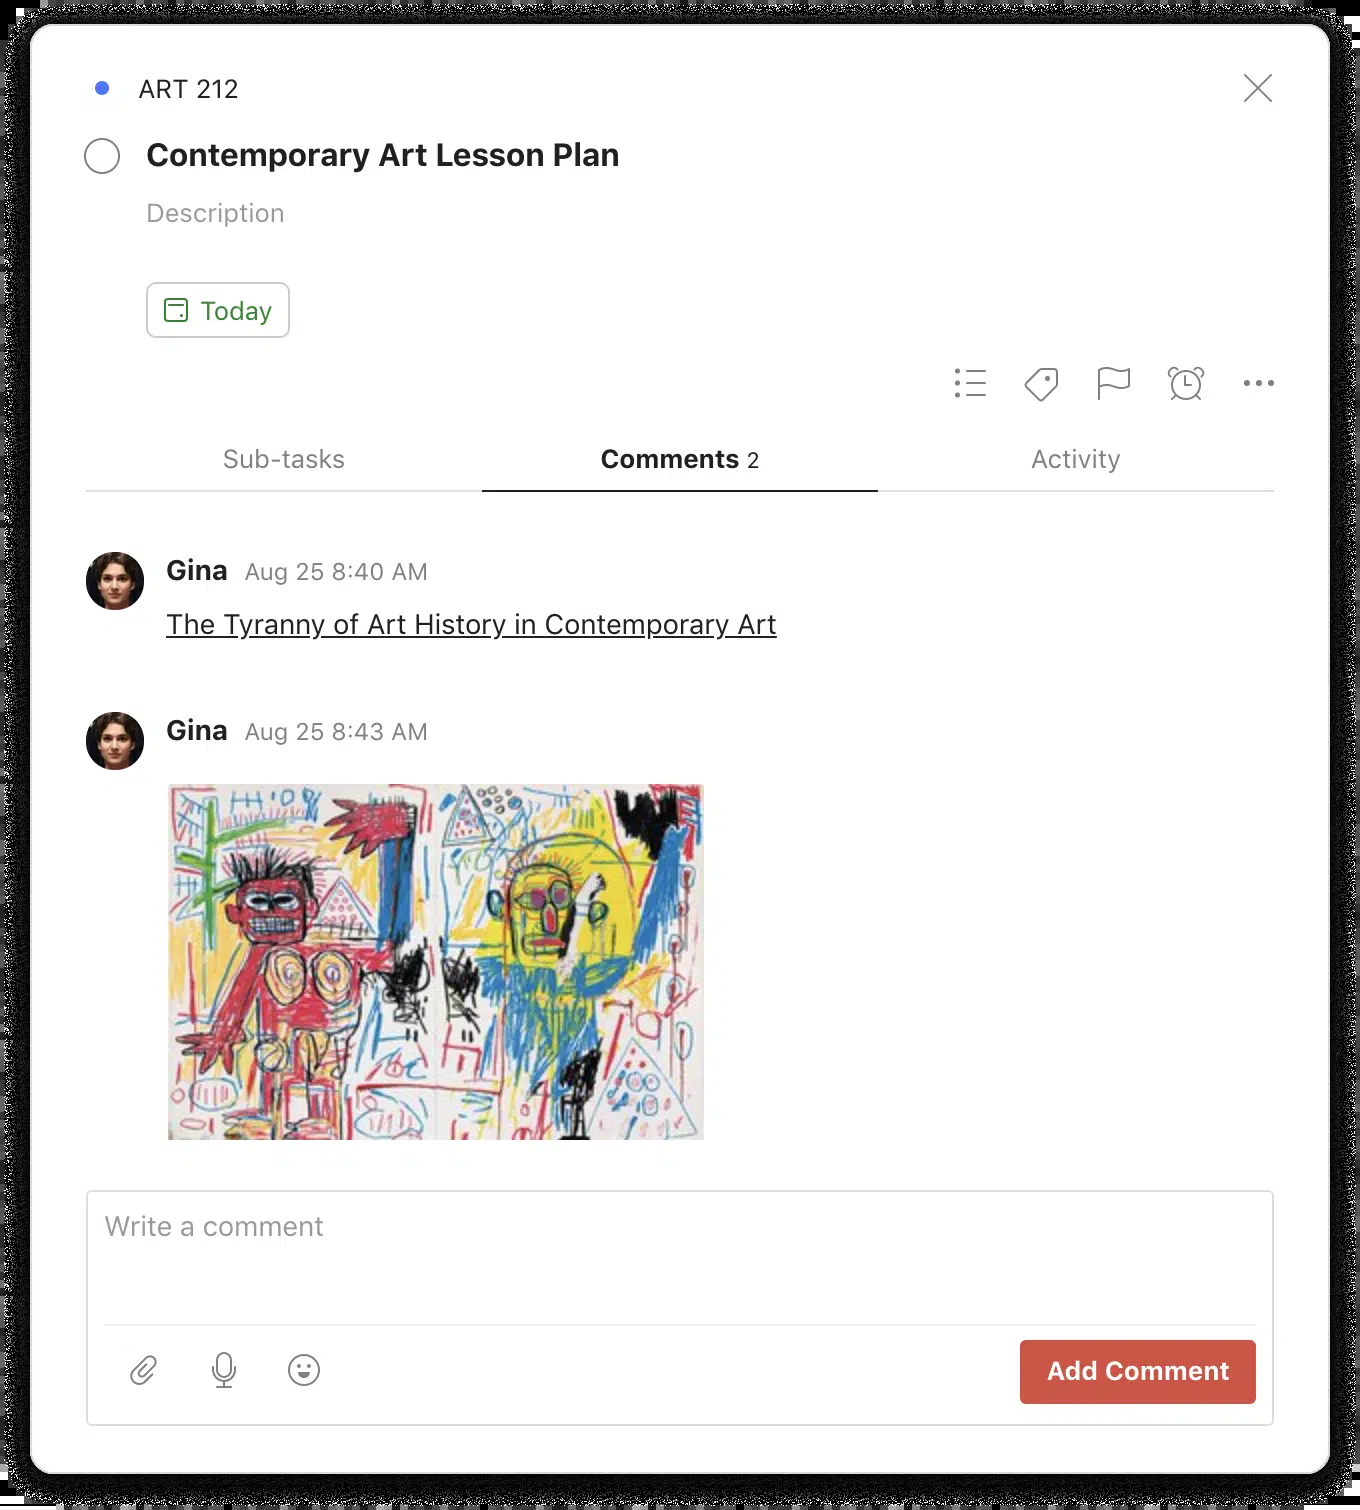 ART 212
Contemporary Art Lesson Plan
Description
Today
Sub-tasks
Comments 2
Activity
Gina Aug 25 8:40 AM
The Tyranny of Art History in Contemporary Art
Gina Aug 25 8:43 AM
Write a comment
Add Comment